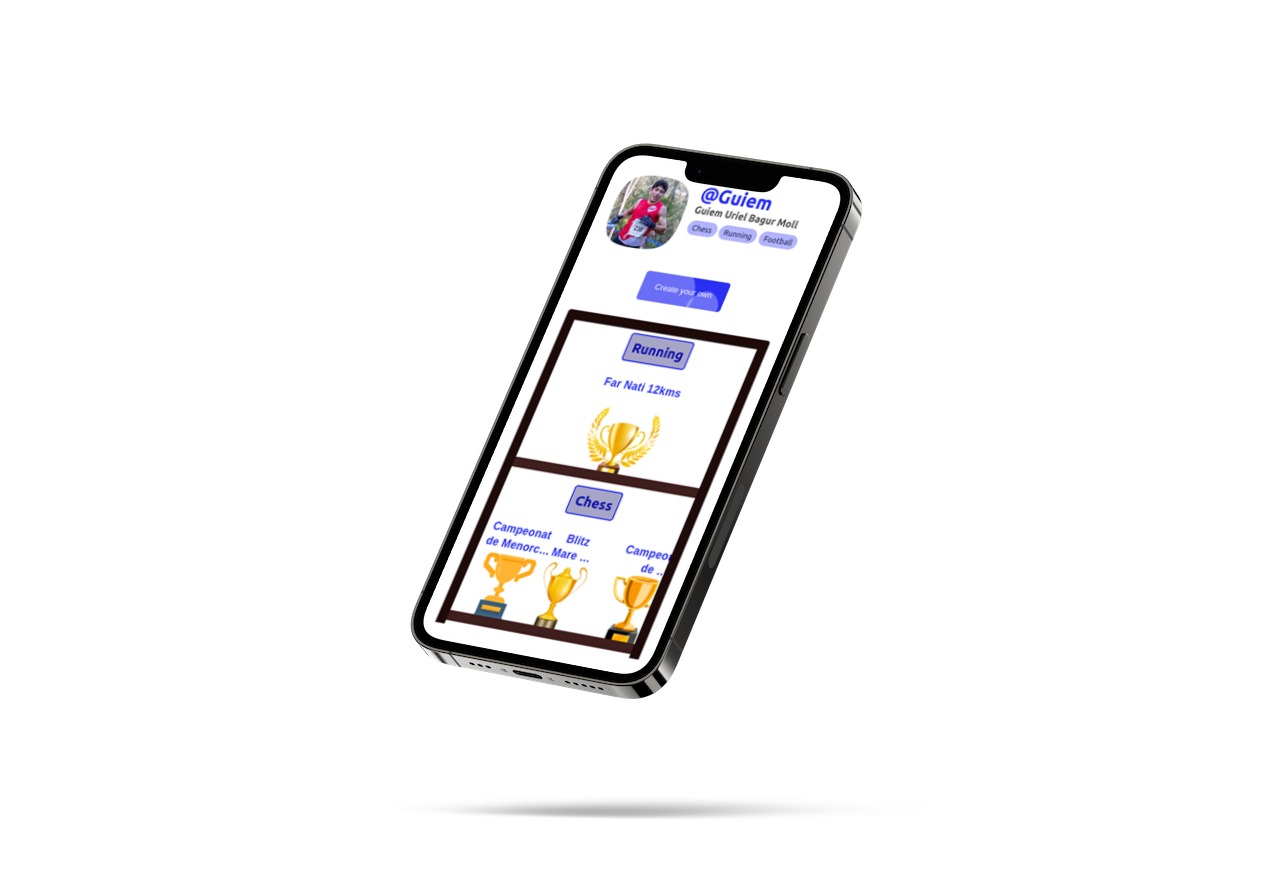 @Guiem
Guiem Uriel Bagur Moll
Chess Running Football
Create your own
Running
Far Nati 12kms
Chess
Campeonat
de Menorc...
Blitz
Mare ...
Campeo
de ...